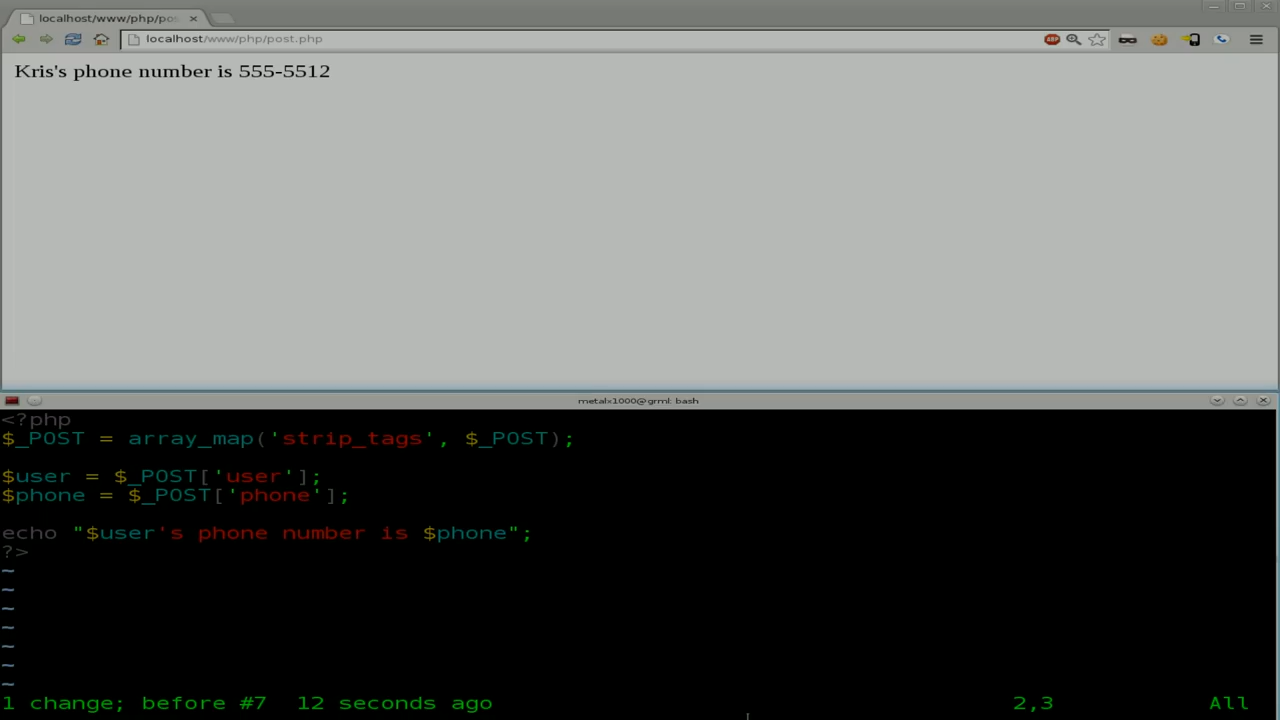 localhost/www/php/pos
localhost/www/php/post.php
ABP
Kris's phone number is 555-5512
metalx1000@grml: bash
<?php
$_POST = array_map('strip_tags', $_POST);
$user = $_POST['user'];
$phone = $_POST['phone'];
echo "$user's phone number is $phone";
?>
~
~
~
~
~
~
~
1 change; before #7  12 seconds ago 2,3 All